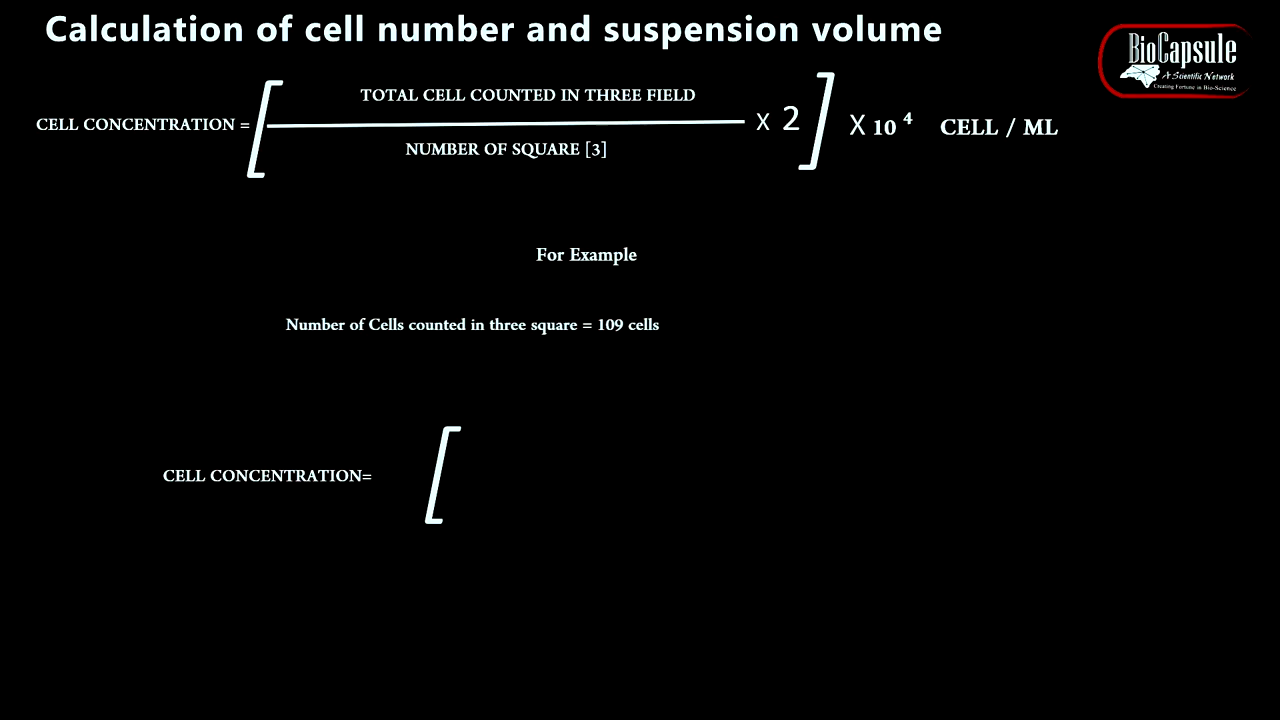 Calculation of cell number and suspension volume
BioCapsule
A Scientific Network
Creating Fortune in Bio-Science
CELL CONCENTRATION =
TOTAL CELL COUNTED IN THREE FIELD
NUMBER OF SQUARE [3]
X 2
X 10 4 CELL / ML
For Example
Number of Cells counted in three square = 109 cells
CELL CONCENTRATION= [